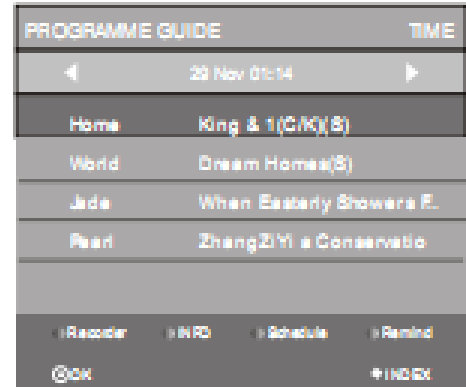 PROGRAMME GUIDE TIME
29 Nov 01:14
Home King & 1(C/K)(S)
World Dream Homes(S)
Jade When Easterly Showers F..
Pearl ZhangZiYi a Conservatio
Recorder INFO Schedule Remind
OK INDEX